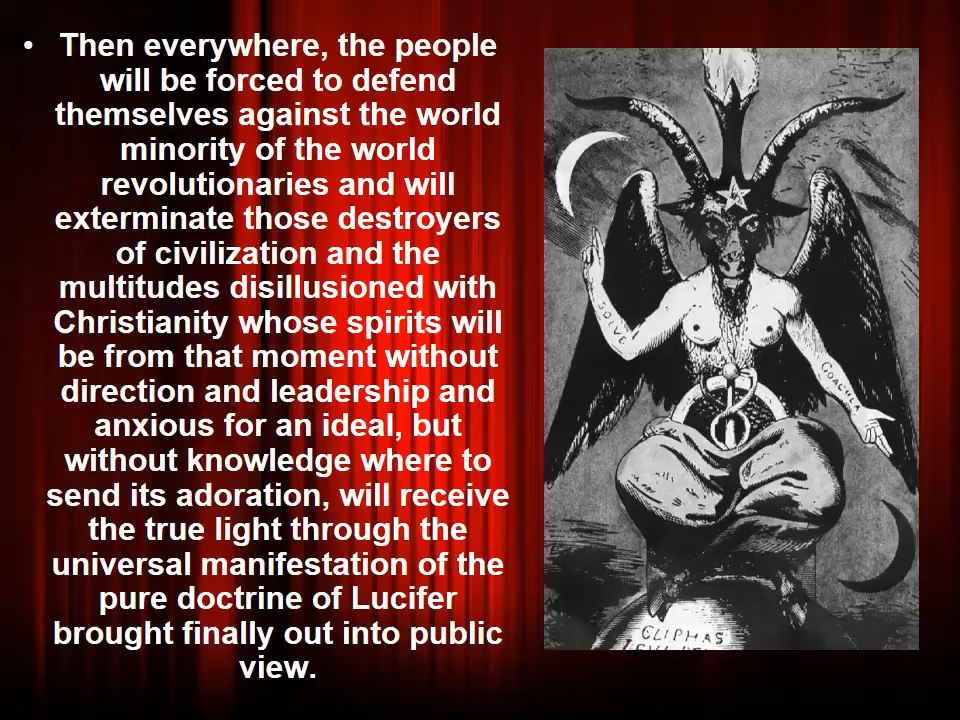 • Then everywhere, the people
will be forced to defend
themselves against the world
minority of the world
revolutionaries and will
exterminate those destroyers
of civilization and the
multitudes disillusioned with
Christianity whose spirits will
be from that moment without
direction and leadership and
anxious for an ideal, but
without knowledge where to
send its adoration, will receive
the true light through the
universal manifestation of the
pure doctrine of Lucifer
brought finally out into public
view.
SOLVE
COAGULA
ELIPHAS